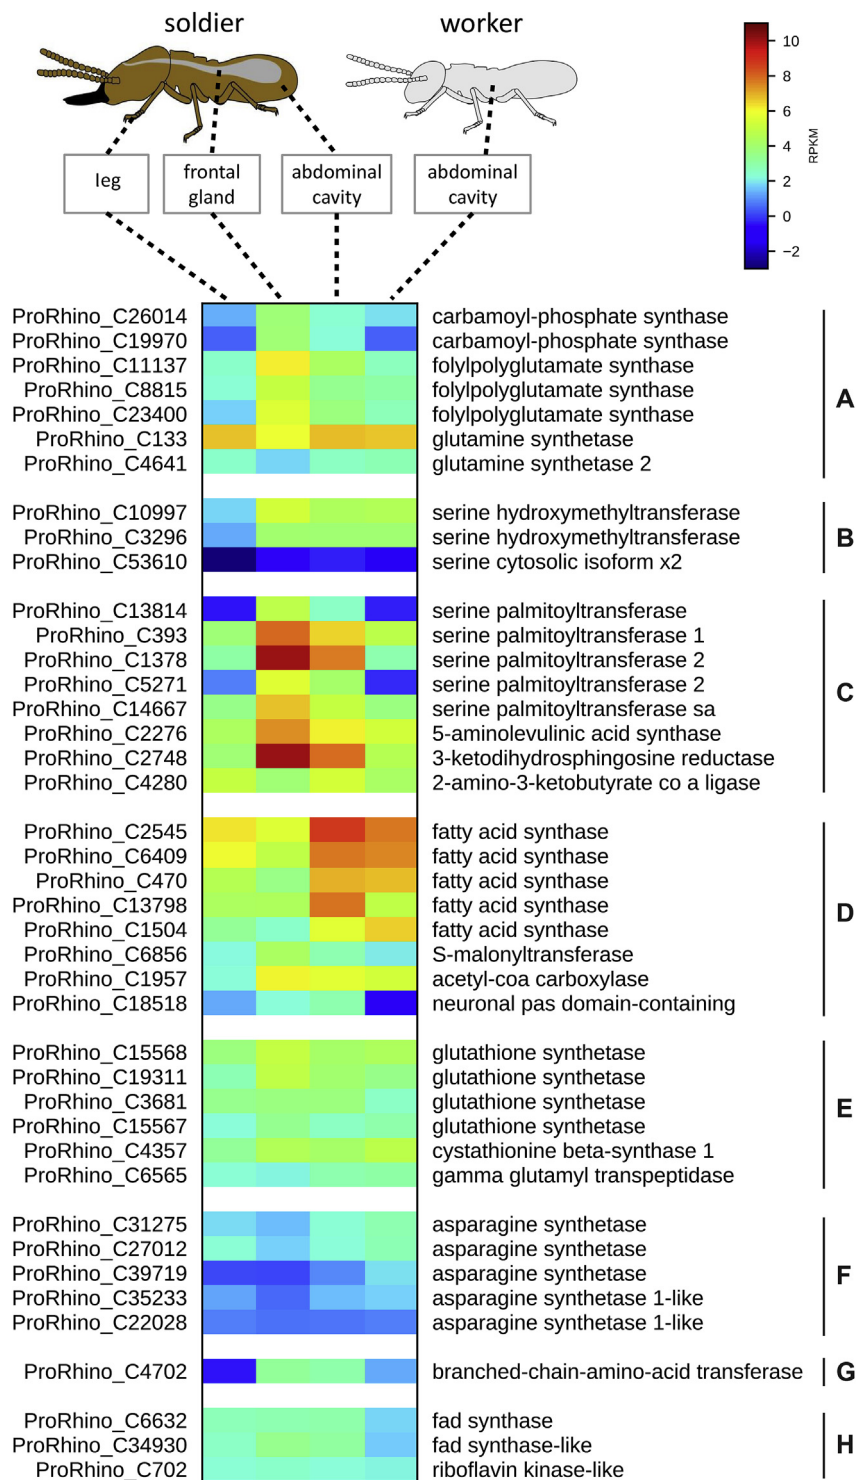 soldier worker
leg
frontal
gland
abdominal
cavity
abdominal
cavity
10
8
6
4
2
0
−2
RPKM
ProRhino_C26014 carbamoyl-phosphate synthase
ProRhino_C19970 carbamoyl-phosphate synthase
ProRhino_C11137 folylpolyglutamate synthase
ProRhino_C8815 folylpolyglutamate synthase
A
ProRhino_C23400 folylpolyglutamate synthase
ProRhino_C133 glutamine synthetase
ProRhino_C4641 glutamine synthetase 2
ProRhino_C10997 serine hydroxymethyltransferase
ProRhino_C3296 serine hydroxymethyltransferase
B
ProRhino_C53610 serine cytosolic isoform x2
ProRhino_C13814 serine palmitoyltransferase
ProRhino_C393 serine palmitoyltransferase 1
ProRhino_C1378 serine palmitoyltransferase 2
ProRhino_C5271 serine palmitoyltransferase 2
C
ProRhino_C14667 serine palmitoyltransferase sa
ProRhino_C2276 5-aminolevulinic acid synthase
ProRhino_C2748 3-ketodihydrosphingosine reductase
ProRhino_C4280 2-amino-3-ketobutyrate co a ligase
ProRhino_C2545 fatty acid synthase
ProRhino_C6409 fatty acid synthase
ProRhino_C470 fatty acid synthase
ProRhino_C13798 fatty acid synthase
D
ProRhino_C1504 fatty acid synthase
ProRhino_C6856 S-malonyltransferase
ProRhino_C1957 acetyl-coa carboxylase
ProRhino_C18518 neuronal pas domain-containing
ProRhino_C15568 glutathione synthetase
ProRhino_C19311 glutathione synthetase
ProRhino_C3681 glutathione synthetase
E
ProRhino_C15567 glutathione synthetase
ProRhino_C4357 cystathionine beta-synthase 1
ProRhino_C6565 gamma glutamyl transpeptidase
ProRhino_C31275 asparagine synthetase
ProRhino_C27012 asparagine synthetase
ProRhino_C39719 asparagine synthetase
F
ProRhino_C35233 asparagine synthetase 1-like
ProRhino_C22028 asparagine synthetase 1-like
ProRhino_C4702 branched-chain-amino-acid transferase G
ProRhino_C6632 fad synthase
ProRhino_C34930 fad synthase-like H
ProRhino_C702 riboflavin kinase-like